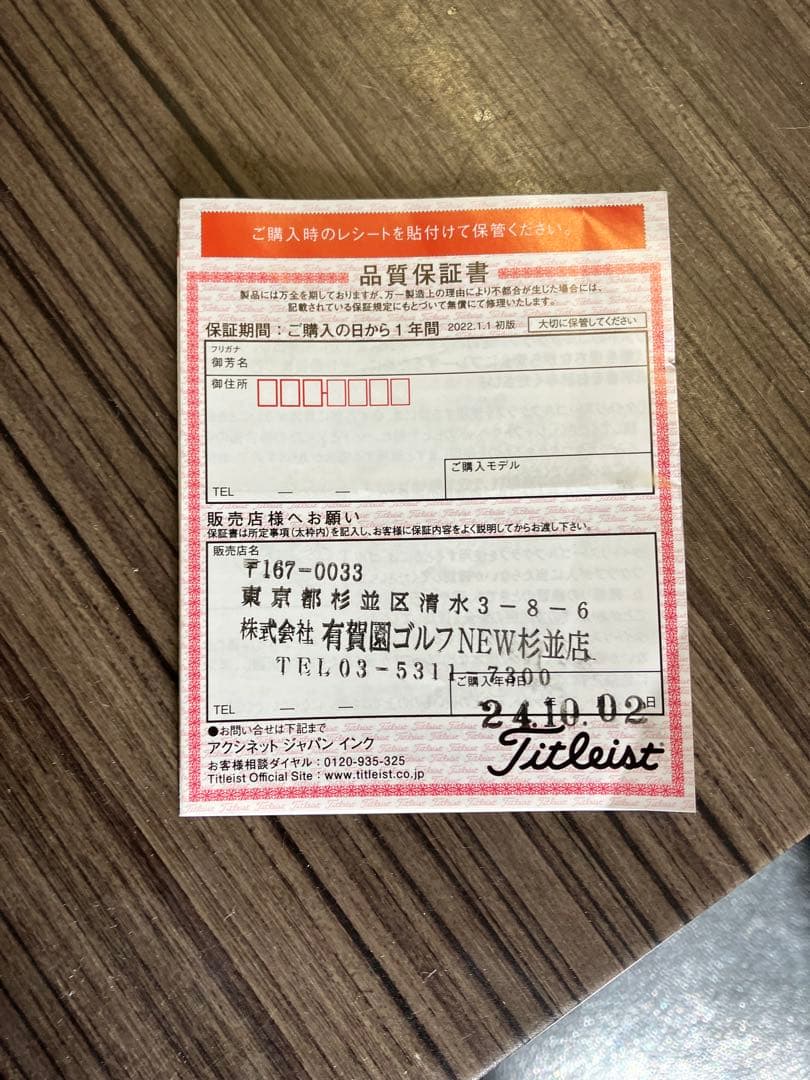 ご購入時のレシートを貼付けて保管ください。
品質保証書
製品には万全を期しておりますが、万一製造上の理由により不都合が生じた場合には、
記載されている保証規定にもとづいて無償にて修理いたします。
保証期間：ご購入の日から1年間 2022.1.1 初版 大切に保管してください
フリガナ
御芳名
御住所
ご購入モデル
TEL — —
販売店様へお願い
保証書は所定事項(太枠内)を記入し、お客様に保証内容をよく説明してからお渡し下さい。
販売店名
〒167-0033
東京都杉並区清水3-8-6
株式会社 有賀園ゴルフNEW杉並店
TEL03-5311-7300
ご購入年月日
24.10.02 日
TEL — —
●お問い合せは下記まで
アクシネット ジャパン インク
お客様相談ダイヤル：0120-935-325
Titleist Official Site：www.titleist.co.jp
Titleist